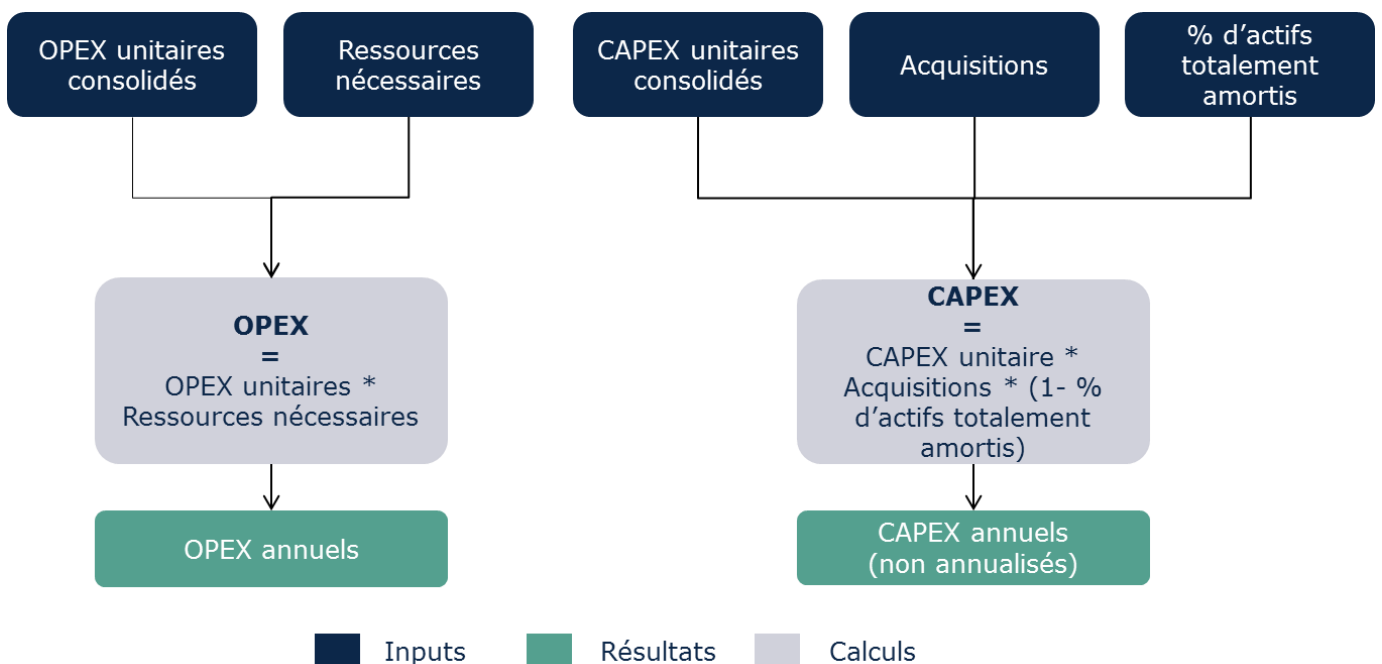 OPEX unitaires
consolidés
Ressources
nécessaires
CAPEX unitaires
consolidés
Acquisitions
% d’actifs
totalement
amortis
OPEX
=
OPEX unitaires *
Ressources nécessaires
CAPEX
=
CAPEX unitaire *
Acquisitions * (1- %
d’actifs totalement
amortis)
OPEX annuels
CAPEX annuels
(non annualisés)
Inputs
Résultats
Calculs